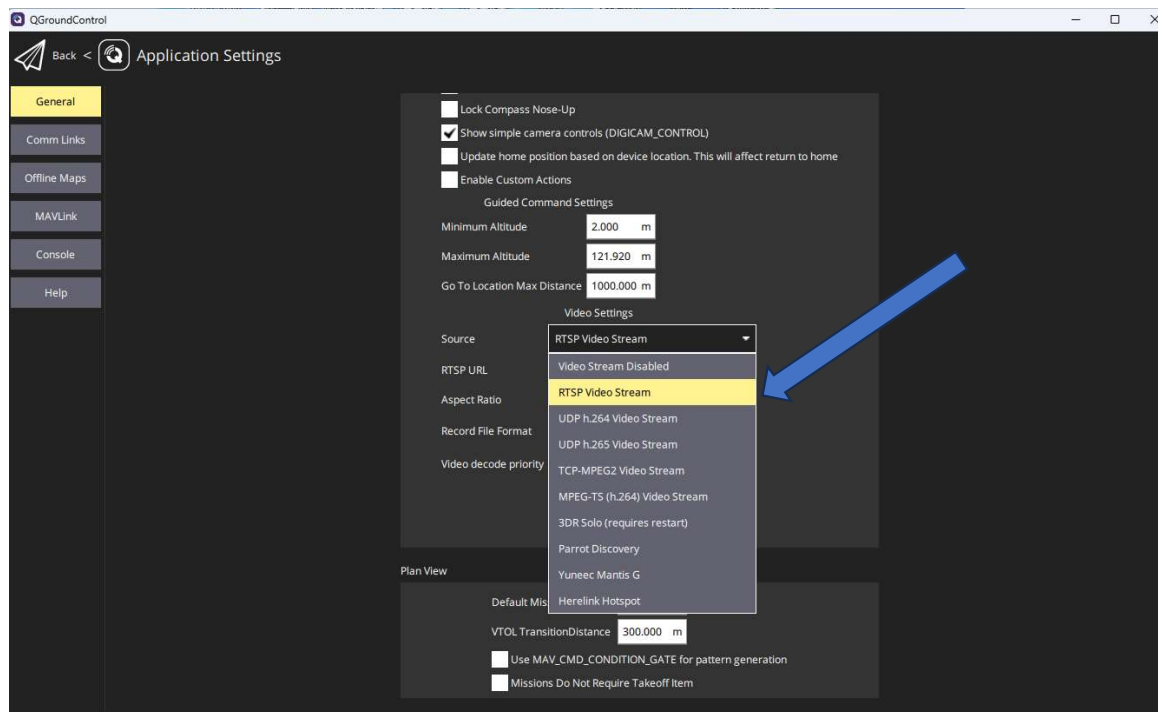 QGroundControl
Back < Application Settings
General
Comm Links
Offline Maps
MAVLink
Console
Help
Lock Compass Nose-Up
Show simple camera controls (DIGICAM_CONTROL)
Update home position based on device location. This will affect return to home
Enable Custom Actions
Guided Command Settings
Minimum Altitude 2.000 m
Maximum Altitude 121.920 m
Go To Location Max Distance 1000.000 m
Video Settings
Source RTSP Video Stream
RTSP URL
Aspect Ratio
Record File Format
Video decode priority
Video Stream Disabled
RTSP Video Stream
UDP h.264 Video Stream
UDP h.265 Video Stream
TCP-MPEG2 Video Stream
MPEG-TS (h.264) Video Stream
3DR Solo (requires restart)
Parrot Discovery
Yuneec Mantis G
Herelink Hotspot
Plan View
Default Mis
VTOL TransitionDistance 300.000 m
Use MAV_CMD_CONDITION_GATE for pattern generation
Missions Do Not Require Takeoff Item